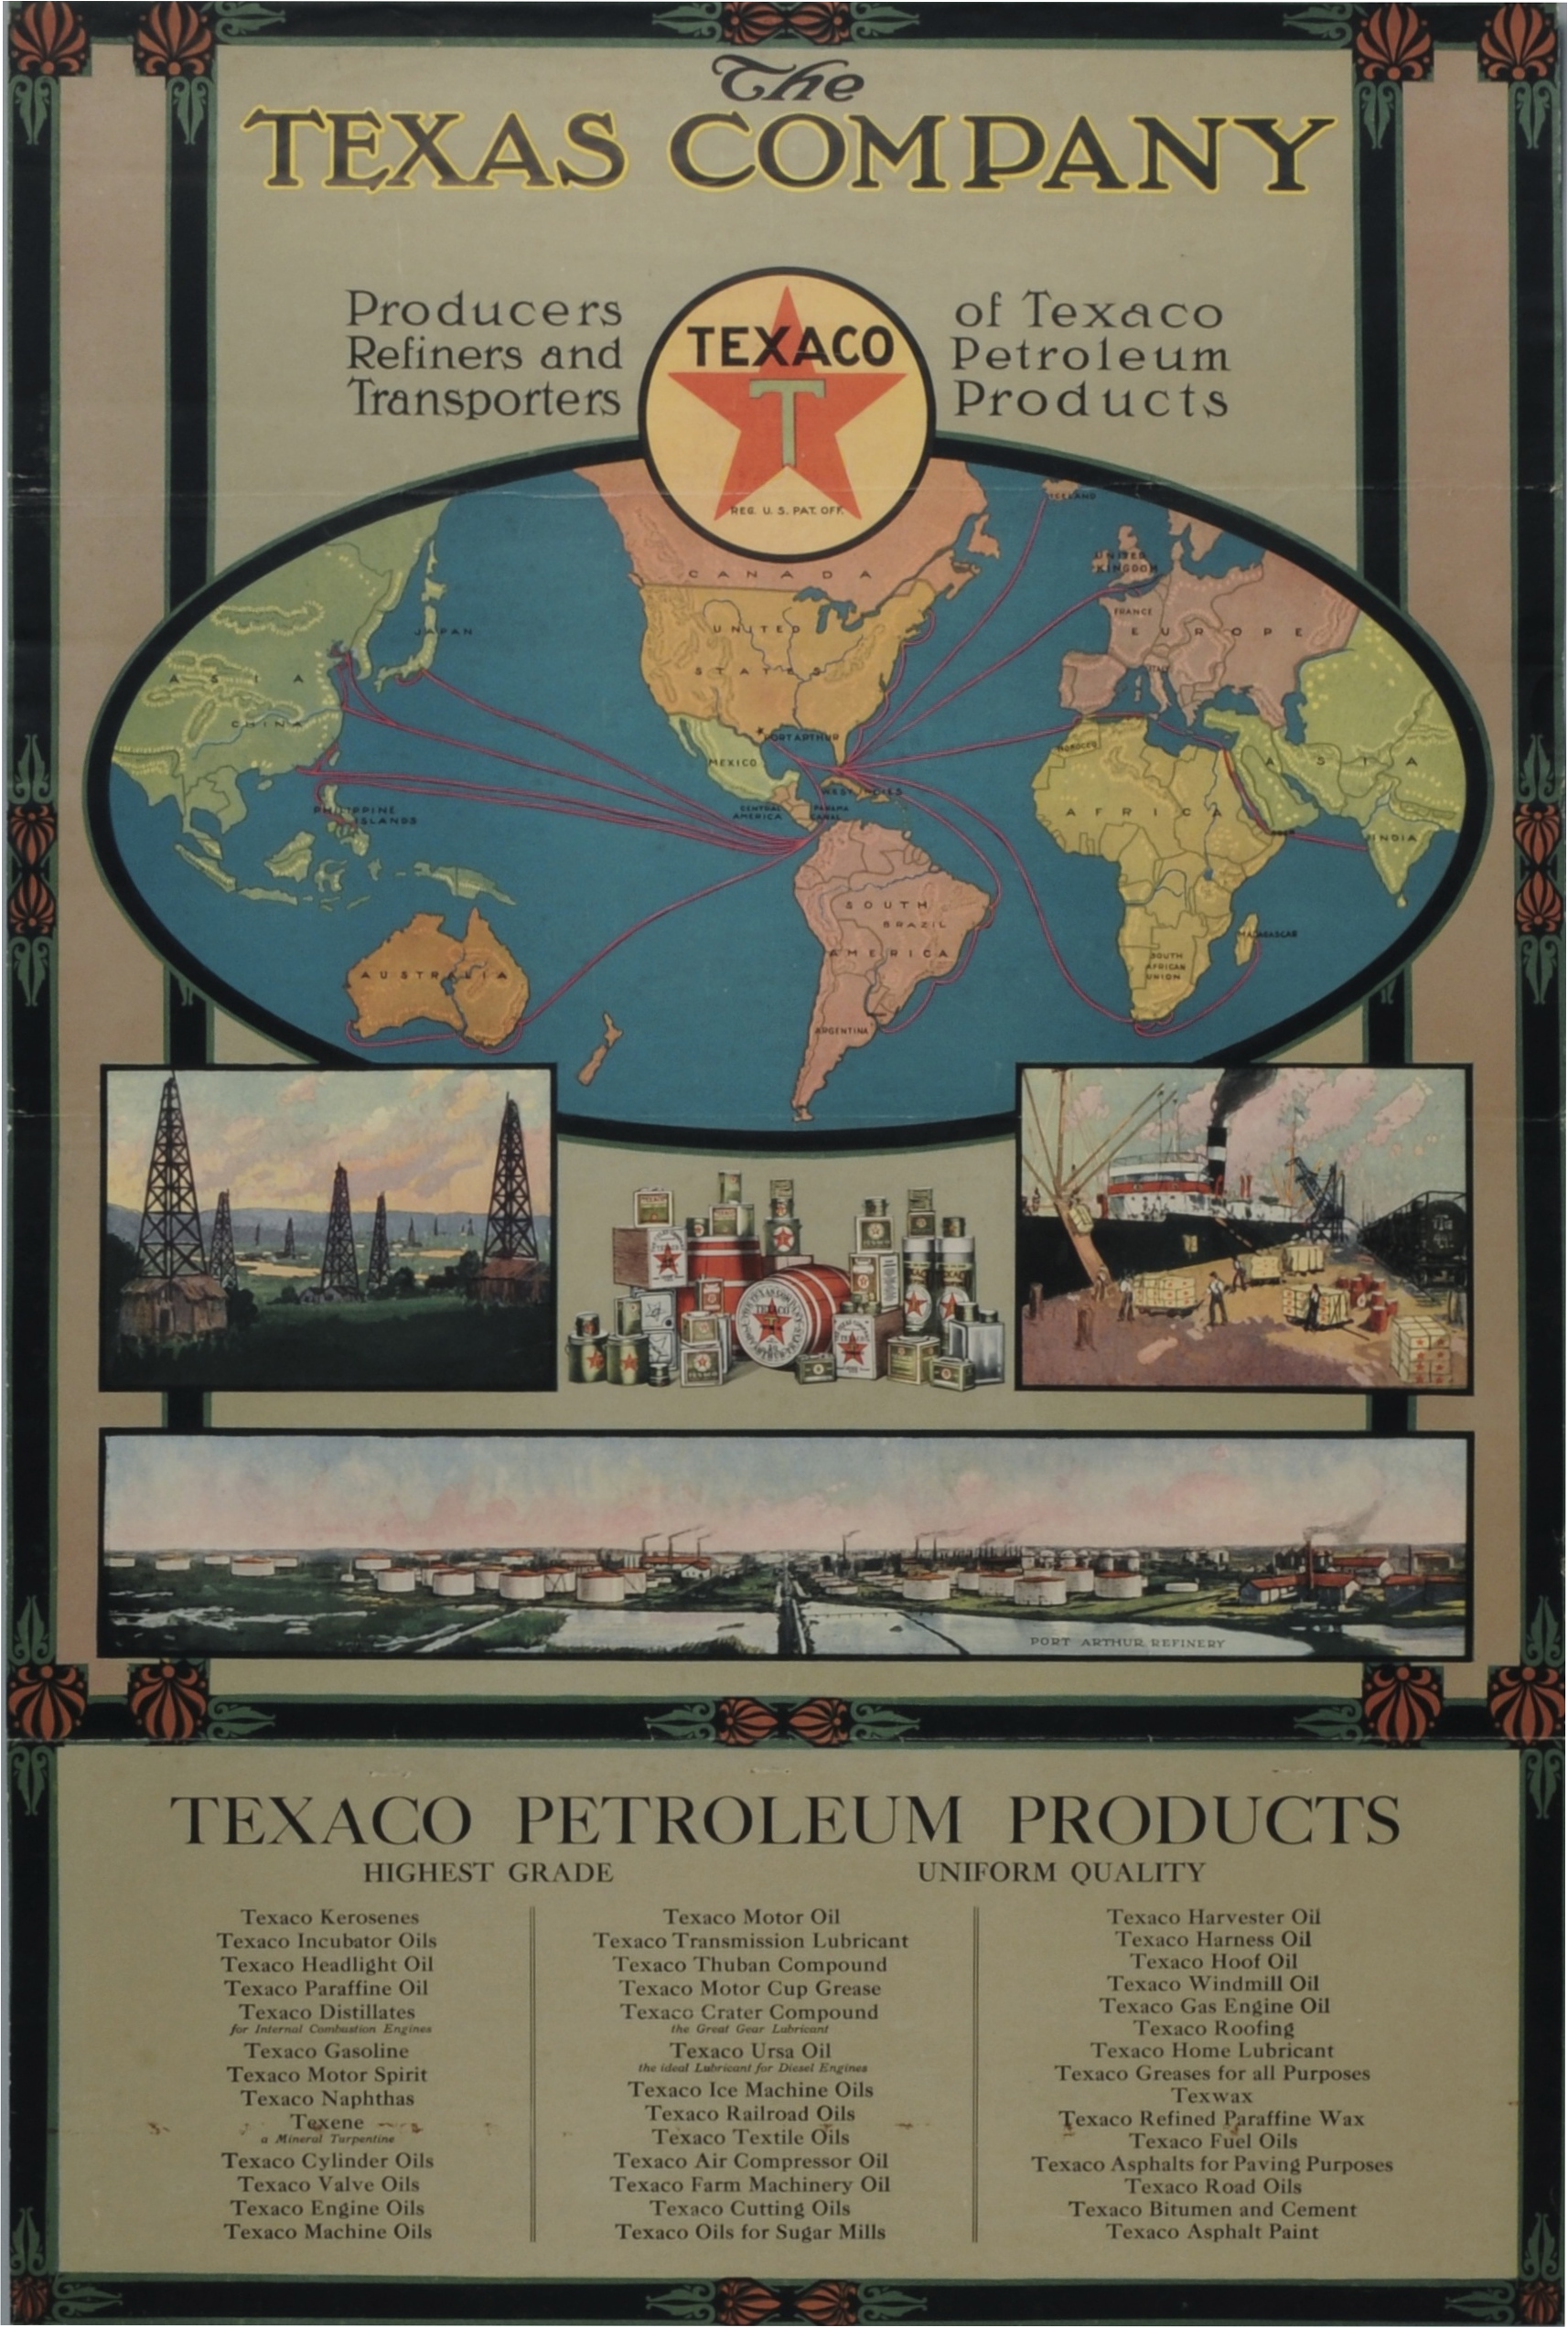 The
TEXAS COMPANY
Producers
Refiners and
Transporters
TEXACO
T
REG. U. S. PAT. OFF.
of Texaco
Petroleum
Products
ICELAND
CANADA
UNITED
KINGDOM
FRANCE
EUROPE
ITALY
JAPAN
ASIA
CHINA
UNITED
STATES
PORT ARTHUR
MEXICO
WEST INDIES
CENTRAL
AMERICA
PANAMA
CANAL
PHILIPPINE
ISLANDS
MOROCCO
AFRICA
ASIA
INDIA
SOUTH
BRAZIL
AMERICA
ARGENTINA
AUSTRALIA
MADAGASCAR
SOUTH
AFRICAN
UNION
TEXACO
PORT ARTHUR REFINERY
TEXACO PETROLEUM PRODUCTS
HIGHEST GRADE UNIFORM QUALITY
Texaco Kerosenes
Texaco Incubator Oils
Texaco Headlight Oil
Texaco Paraffine Oil
Texaco Distillates
for Internal Combustion Engines
Texaco Gasoline
Texaco Motor Spirit
Texaco Naphthas
Texene
a Mineral Turpentine
Texaco Cylinder Oils
Texaco Valve Oils
Texaco Engine Oils
Texaco Machine Oils
Texaco Motor Oil
Texaco Transmission Lubricant
Texaco Thuban Compound
Texaco Motor Cup Grease
Texaco Crater Compound
the Great Gear Lubricant
Texaco Ursa Oil
the ideal Lubricant for Diesel Engines
Texaco Ice Machine Oils
Texaco Railroad Oils
Texaco Textile Oils
Texaco Air Compressor Oil
Texaco Farm Machinery Oil
Texaco Cutting Oils
Texaco Oils for Sugar Mills
Texaco Harvester Oil
Texaco Harness Oil
Texaco Hoof Oil
Texaco Windmill Oil
Texaco Gas Engine Oil
Texaco Roofing
Texaco Home Lubricant
Texaco Greases for all Purposes
Texwax
Texaco Refined Paraffine Wax
Texaco Fuel Oils
Texaco Asphalts for Paving Purposes
Texaco Road Oils
Texaco Bitumen and Cement
Texaco Asphalt Paint